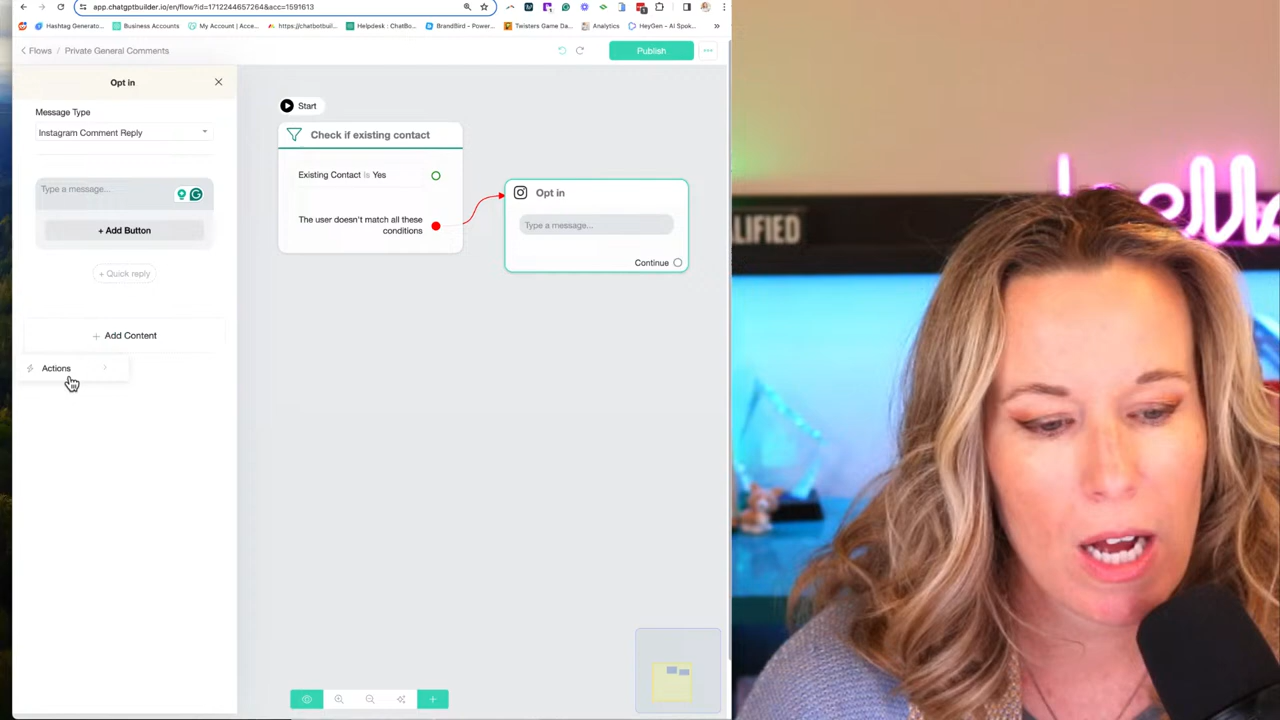 app.chatgptbuilder.io/en/flow?id=1712244657264&acc=1591613
Hashtag Generato... Business Accounts My Account | Acce... https://chatbotbuil... Helpdesk : ChatBo... BrandBird – Power... Twisters Game Da... Analytics HeyGen - AI Spok...
Flows / Private General Comments
Publish
Opt in
Message Type
Instagram Comment Reply
Type a message...
+ Add Button
+ Quick reply
+ Add Content
Actions
Start
Check if existing contact
Existing Contact is Yes
The user doesn't match all these
conditions
Opt in
Type a message...
Continue
ALIFIED
hello